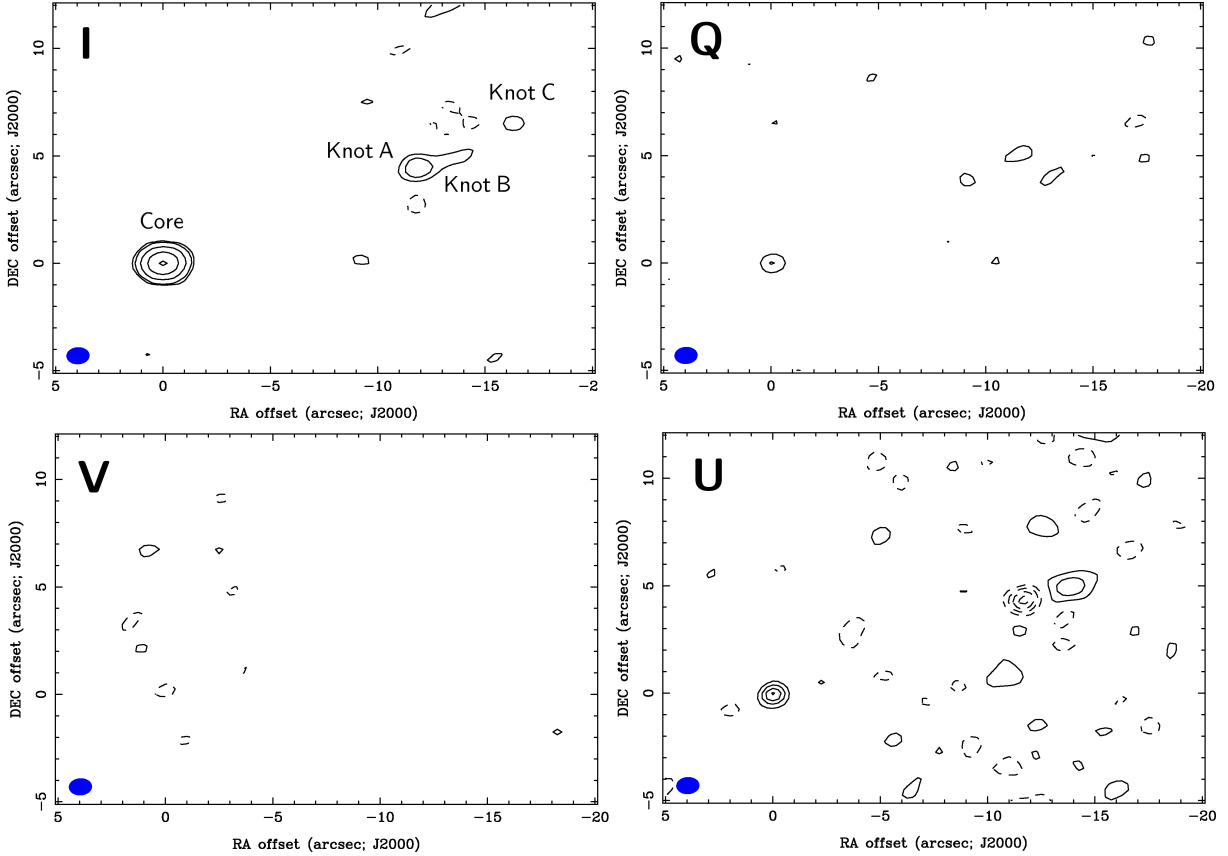 I
Knot C
Knot A
Knot B
Core
10
5
0
−5
5 0 −5 −10 −15 −2
DEC offset (arcsec; J2000)
RA offset (arcsec; J2000)
Q
10
5
0
−5
5 0 −5 −10 −15 −20
DEC offset (arcsec; J2000)
RA offset (arcsec; J2000)
V
10
5
0
−5
5 0 −5 −10 −15 −20
DEC offset (arcsec; J2000)
RA offset (arcsec; J2000)
U
10
5
0
−5
5 0 −5 −10 −15 −20
DEC offset (arcsec; J2000)
RA offset (arcsec; J2000)